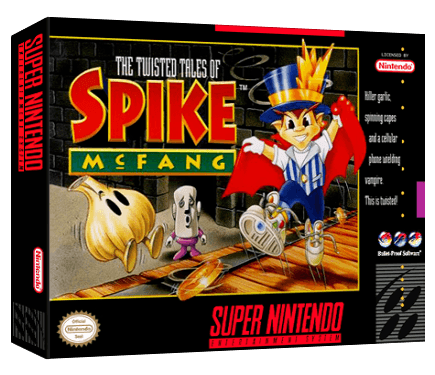 SUPER NINTENDO
ENTERTAINMENT SYSTEM
Nintendo
THE TWISTED TALES OF
SPIKE™
McFANG
LICENSED BY
Nintendo
Killer garlic,
spinning capes
and a cellular
phone wielding
vampire.
This is twisted!
Bullet-Proof Software
Official
Nintendo
Seal
SUPER NINTENDO
ENTERTAINMENT SYSTEM